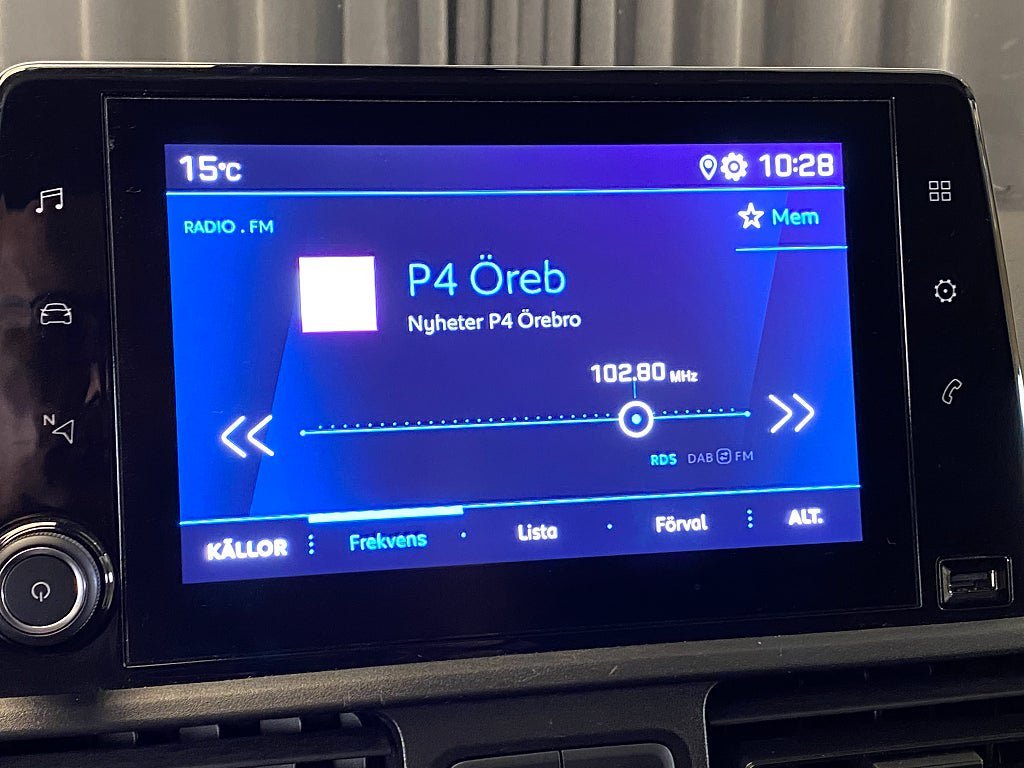 15°C 10:28
RADIO . FM
Mem
P4 Öreb
Nyheter P4 Örebro
102.80 MHz
N
RDS DAB FM
KÄLLOR Frekvens Lista Förval ALT.